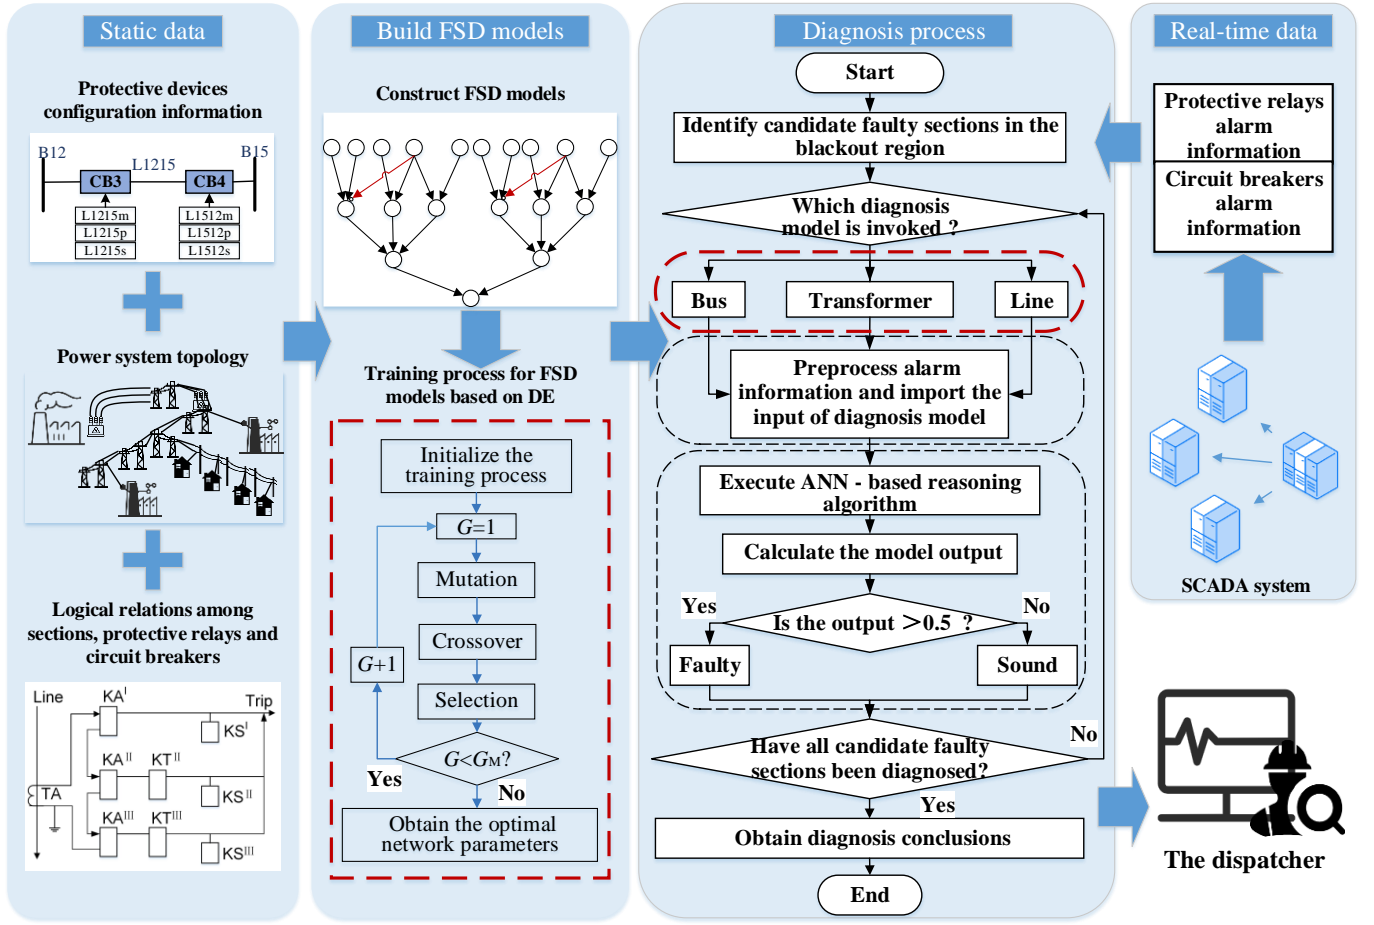 Static data
Protective devices
configuration information
B12
L1215
B15
CB3
CB4
L1215m
L1215p
L1215s
L1512m
L1512p
L1512s
Power system topology
Logical relations among
sections, protective relays and
circuit breakers
Line
KAᴵ
Trip
KSᴵ
KAᴵᴵ
KTᴵᴵ
TA
KSᴵᴵ
KAᴵᴵᴵ
KTᴵᴵᴵ
KSᴵᴵᴵ
Build FSD models
Construct FSD models
Training process for FSD
models based on DE
Initialize the
training process
G=1
Mutation
Crossover
G+1
Selection
G<GM?
Yes
No
Obtain the optimal
network parameters
Diagnosis process
Start
Identify candidate faulty sections in the
blackout region
Which diagnosis
model is invoked ?
Bus
Transformer
Line
Preprocess alarm
information and import the
input of diagnosis model
Execute ANN - based reasoning
algorithm
Calculate the model output
Yes
No
Is the output >0.5 ?
Faulty
Sound
Have all candidate faulty
sections been diagnosed?
No
Yes
Obtain diagnosis conclusions
End
Real-time data
Protective relays
alarm
information
Circuit breakers
alarm
information
SCADA system
The dispatcher